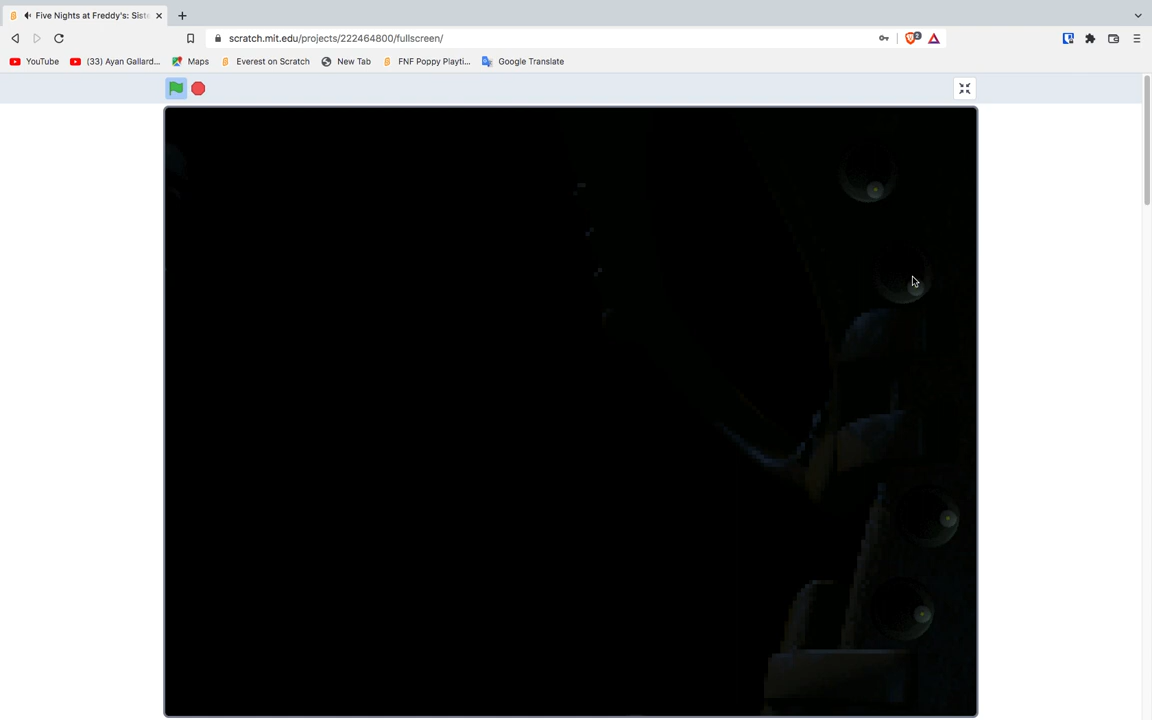 Five Nights at Freddy's: Sist
scratch.mit.edu/projects/222464800/fullscreen/
2
YouTube
(33) Ayan Gallard...
Maps
Everest on Scratch
New Tab
FNF Poppy Playti...
Google Translate